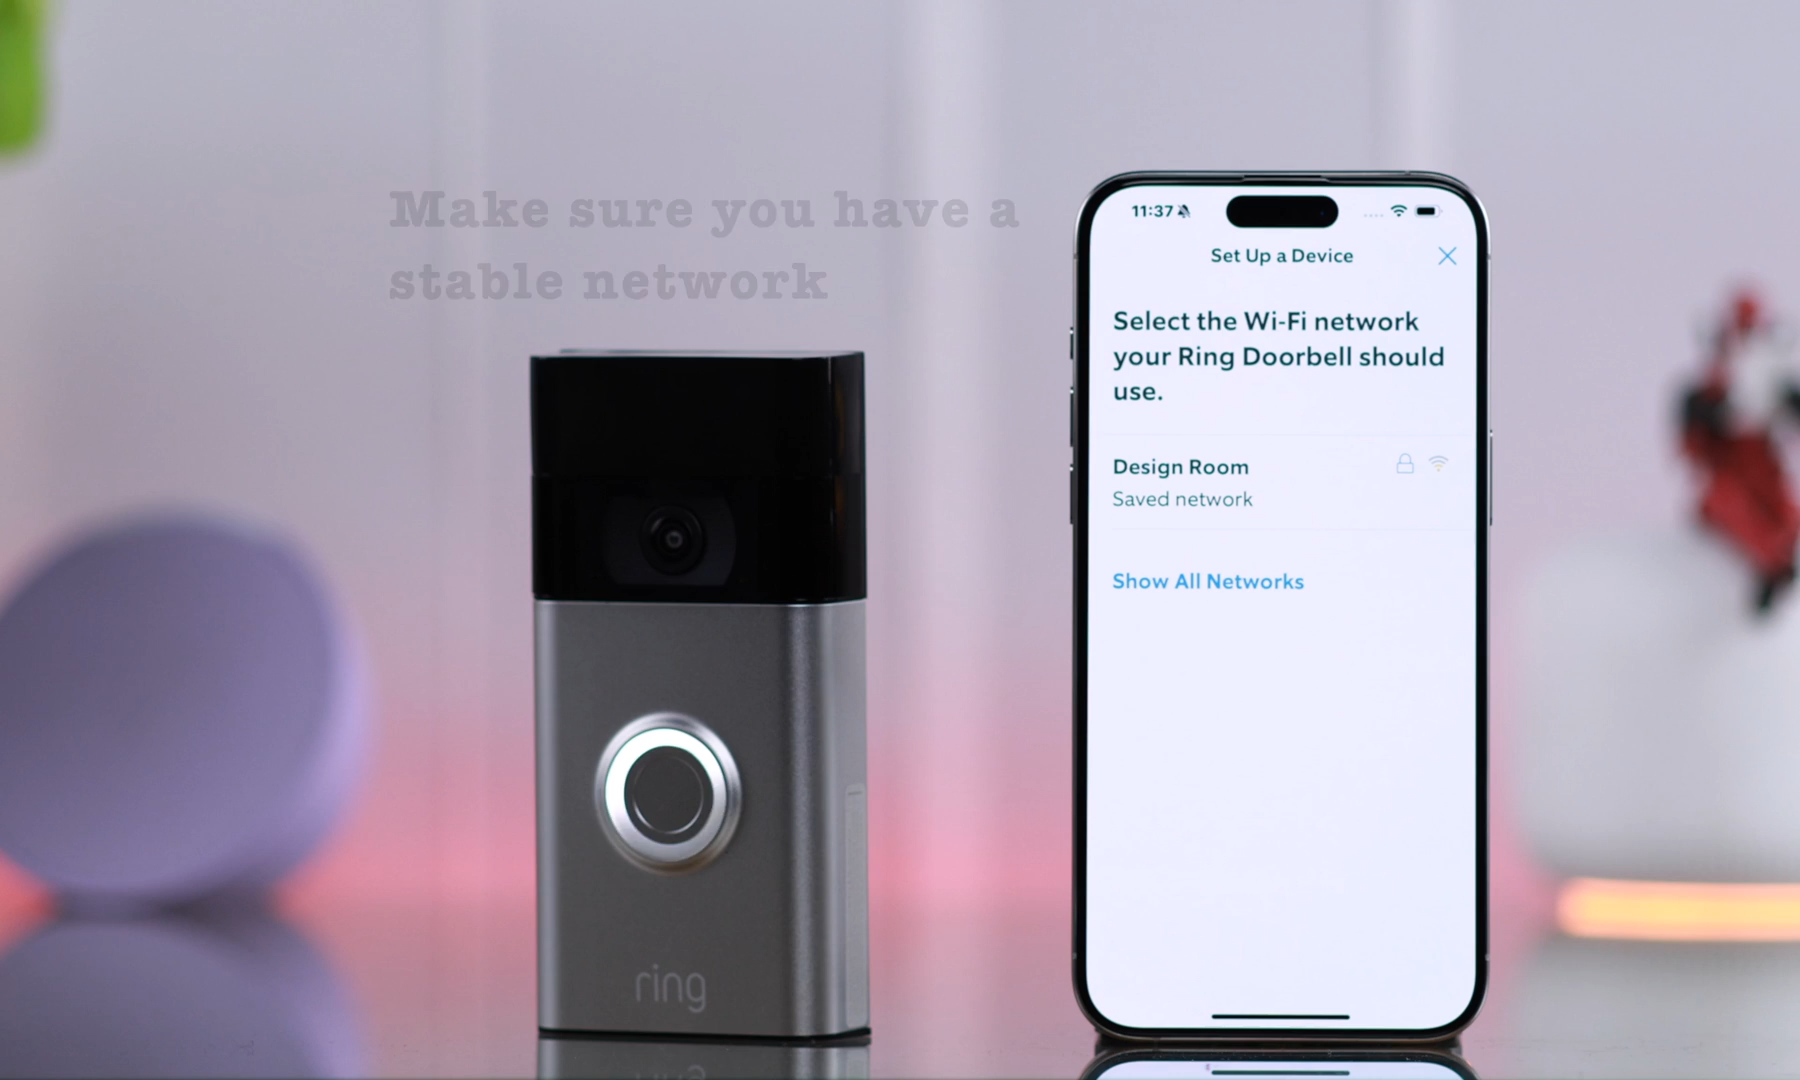 Make sure you have a
stable network
11:37
Set Up a Device
Select the Wi-Fi network
your Ring Doorbell should
use.
Design Room
Saved network
Show All Networks
ring